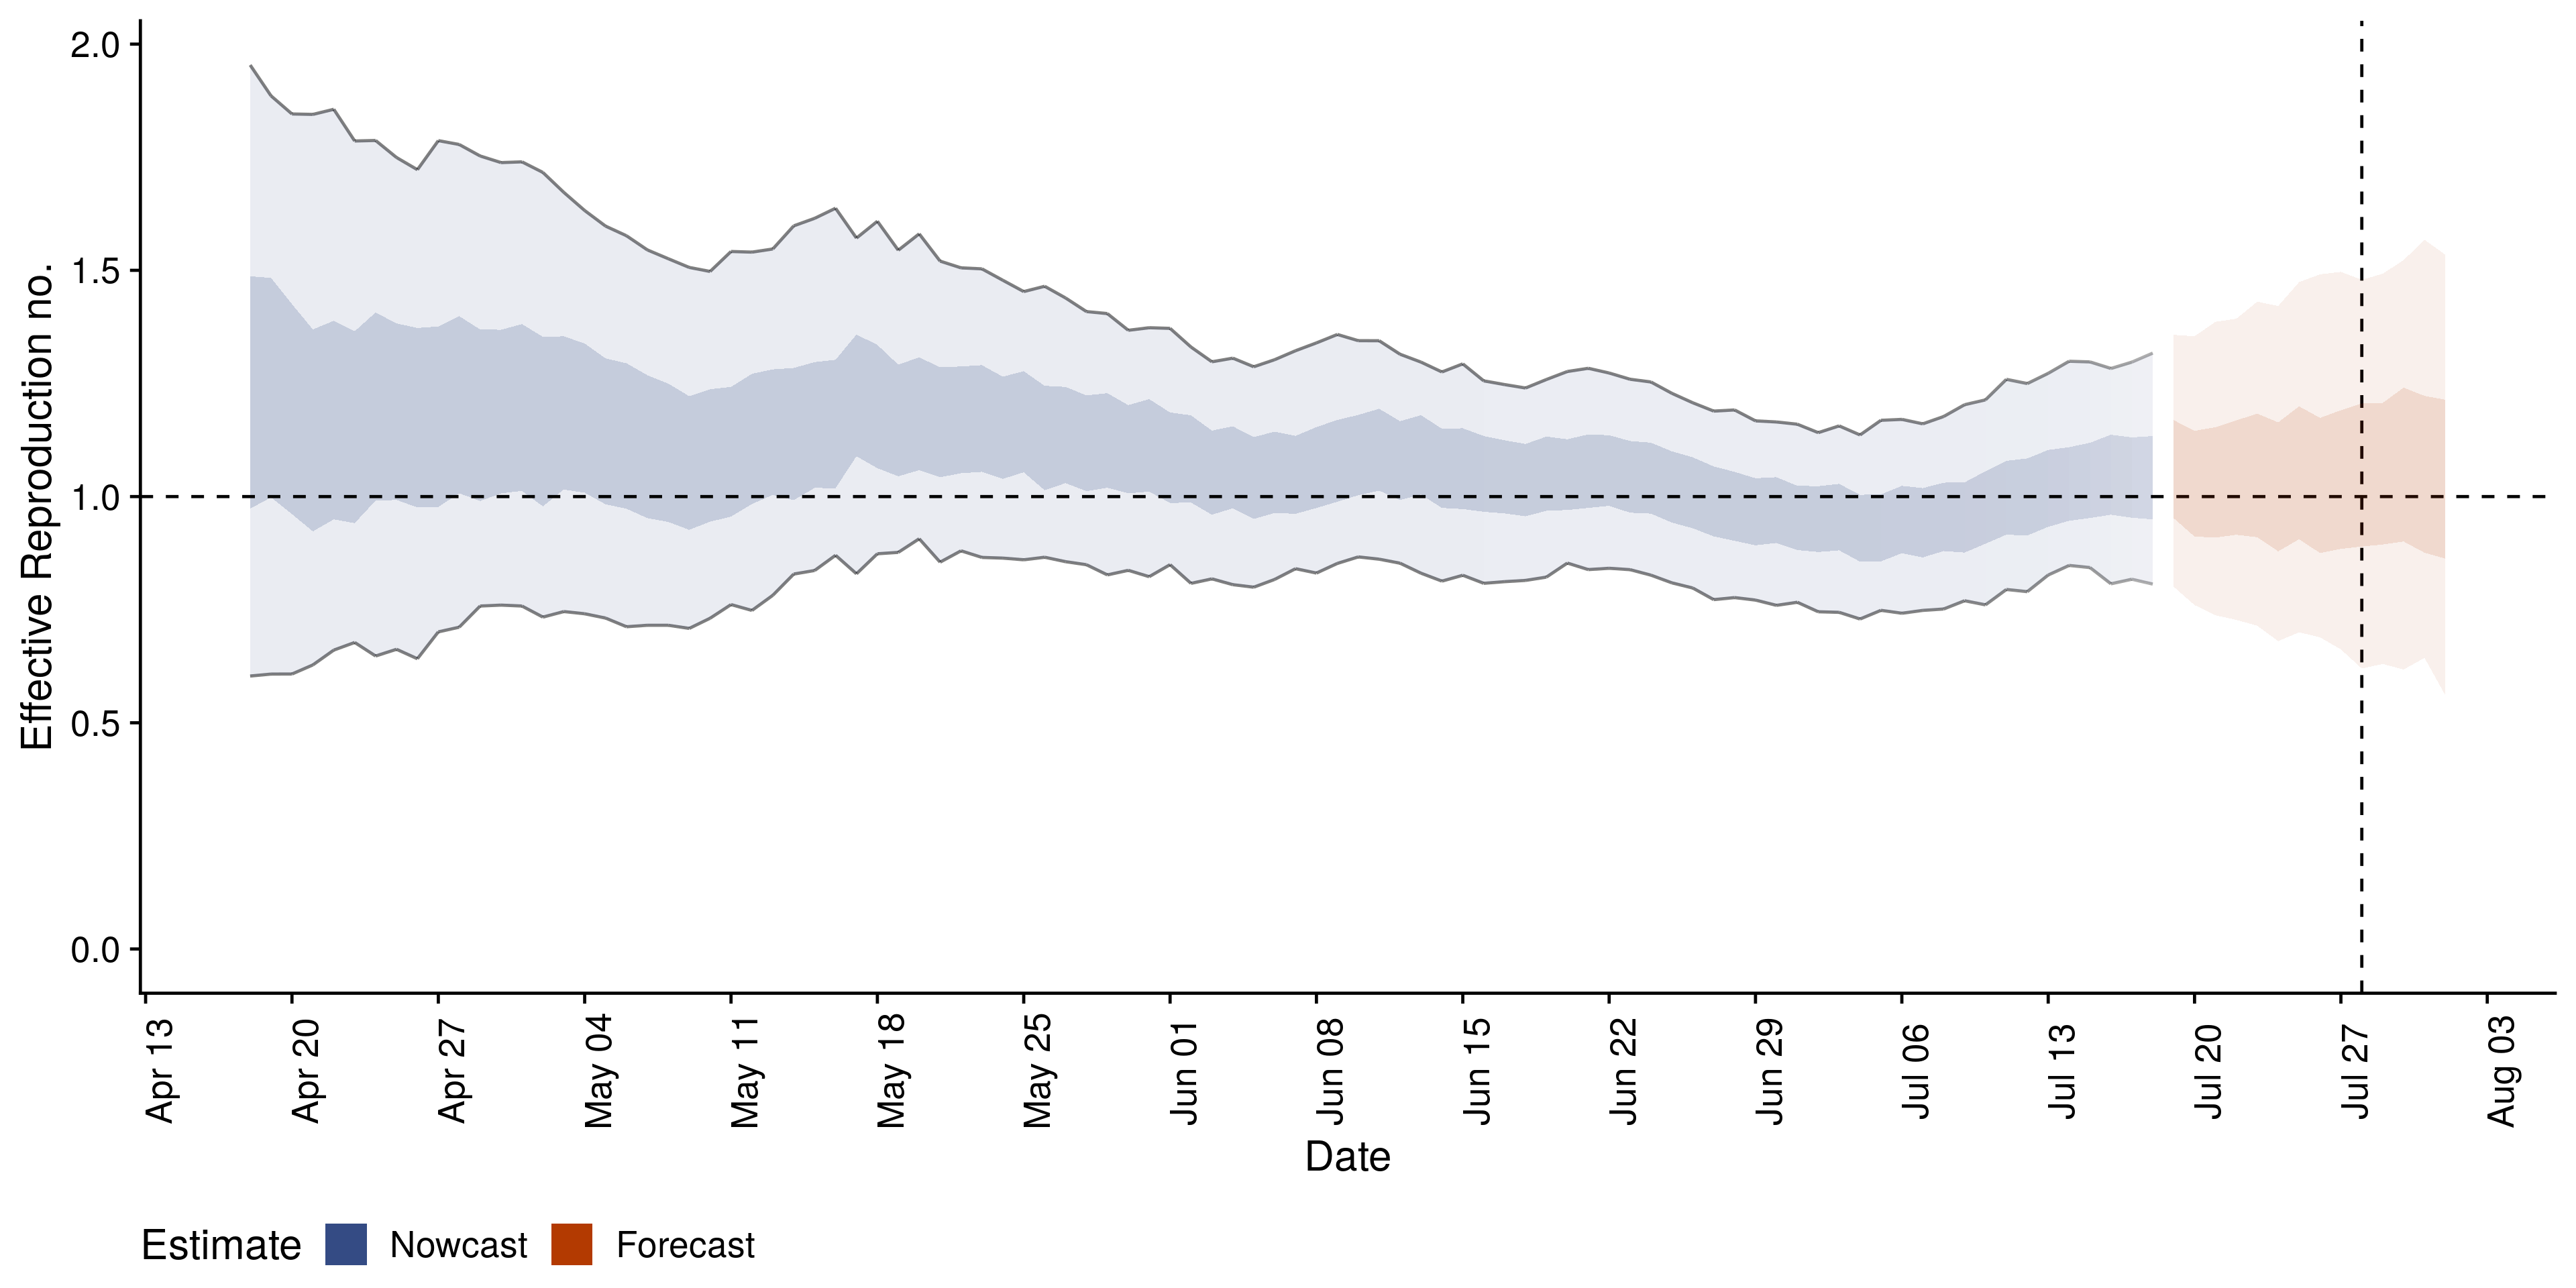 Effective Reproduction no.
2.0
1.5
1.0
0.5
0.0
Apr 13
Apr 20
Apr 27
May 04
May 11
May 18
May 25
Jun 01
Jun 08
Jun 15
Jun 22
Jun 29
Jul 06
Jul 13
Jul 20
Jul 27
Aug 03
Date
Estimate Nowcast Forecast